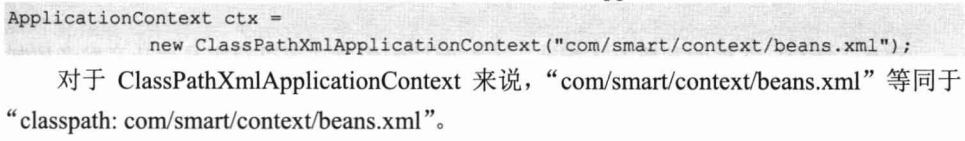 ApplicationContext ctx =
new ClassPathXmlApplicationContext("com/smart/context/beans.xml");
对于 ClassPathXmlApplicationContext 来说，“com/smart/context/beans.xml” 等同于
“classpath: com/smart/context/beans.xml”。